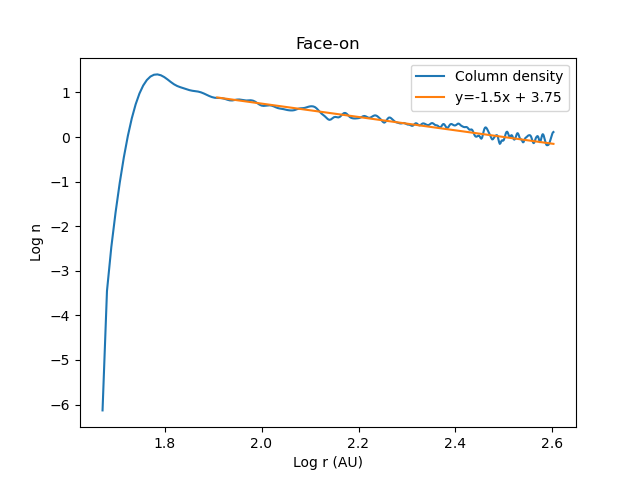 Face-on
Column density
y=-1.5x + 3.75
Log n
1
0
−1
−2
−3
−4
−5
−6
1.8
2.0
2.2
2.4
2.6
Log r (AU)